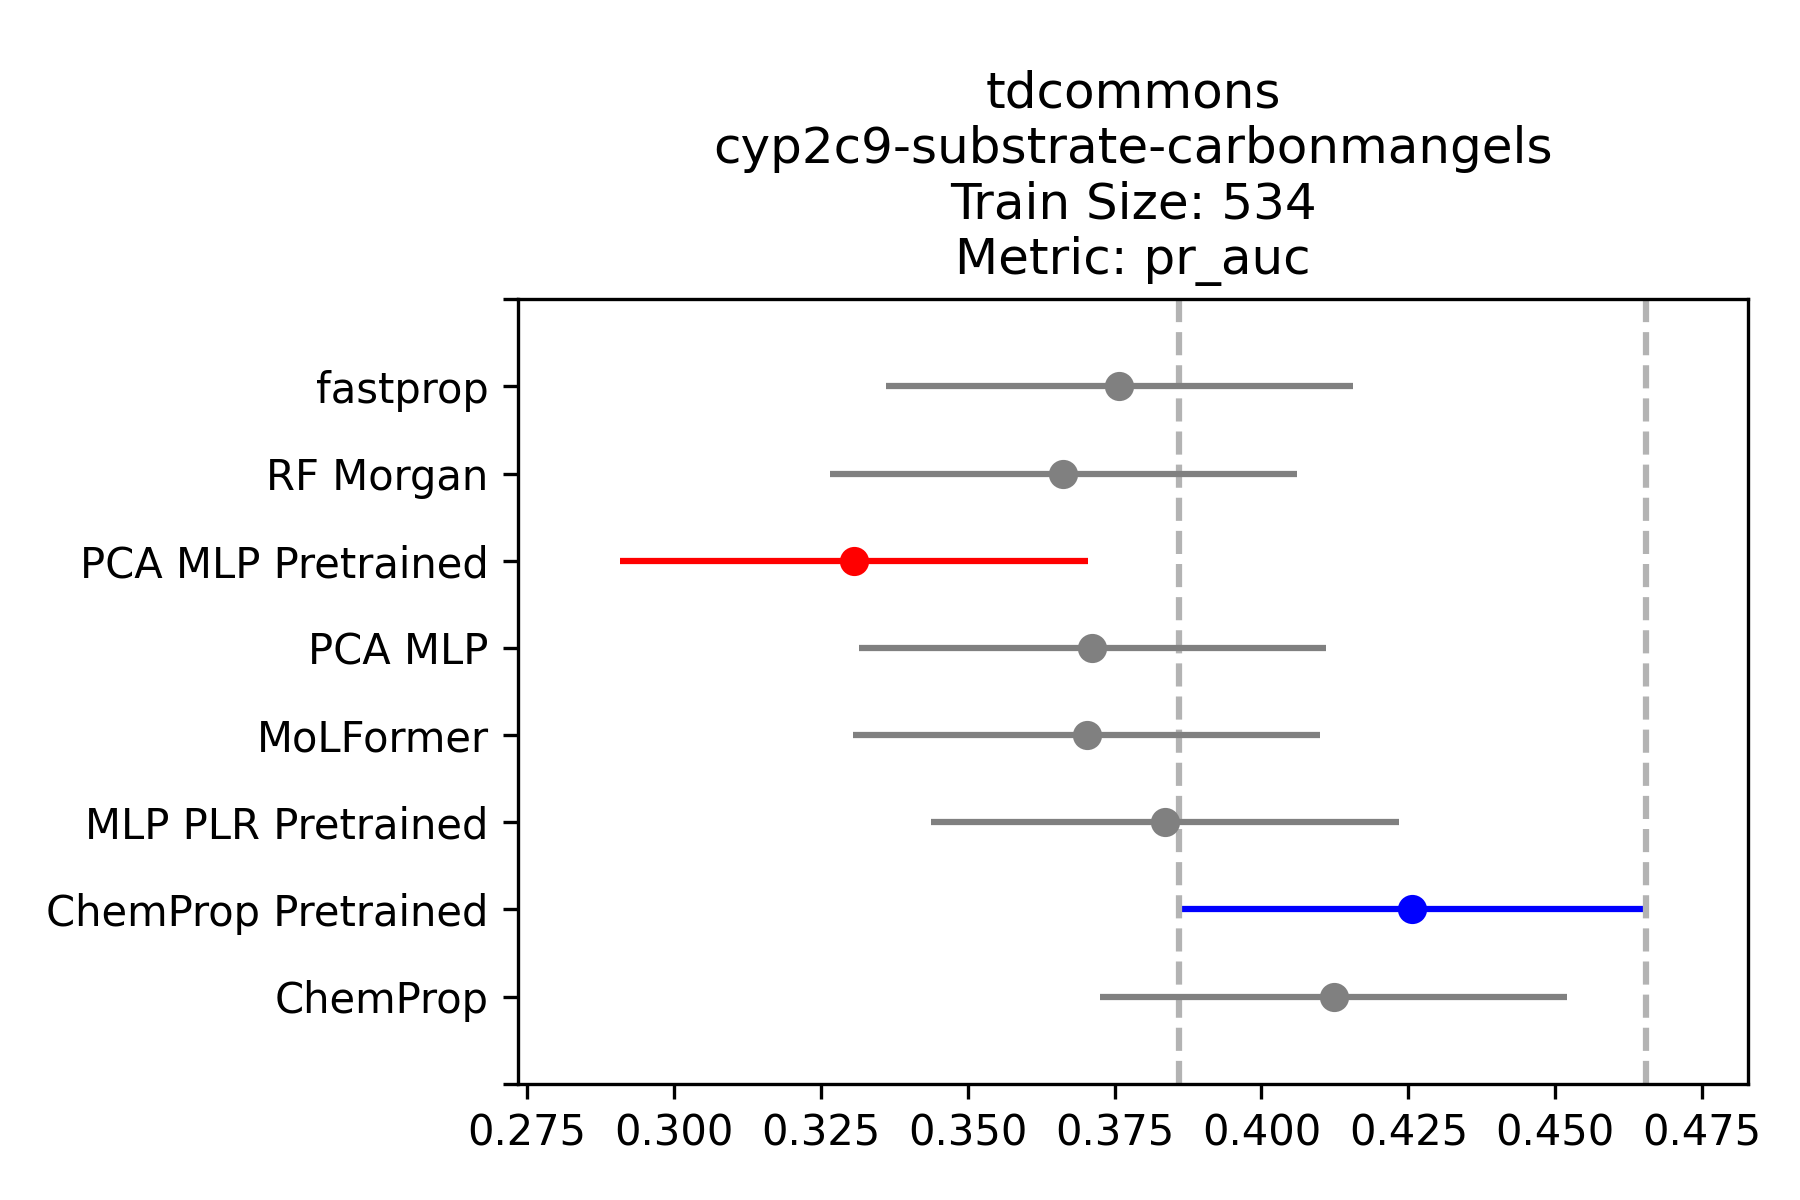 tdcommons
cyp2c9-substrate-carbonmangels
Train Size: 534
Metric: pr_auc
fastprop
RF Morgan
PCA MLP Pretrained
PCA MLP
MoLFormer
MLP PLR Pretrained
ChemProp Pretrained
ChemProp
0.275 0.300 0.325 0.350 0.375 0.400 0.425 0.450 0.475